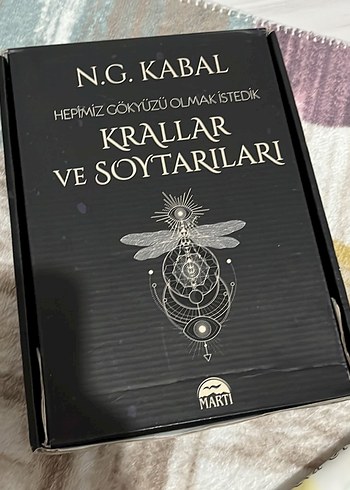 N.G. KABAL
HEPİMİZ GÖKYÜZÜ OLMAK İSTEDİK
KRALLAR
VE SOYTARILARI
MARTI